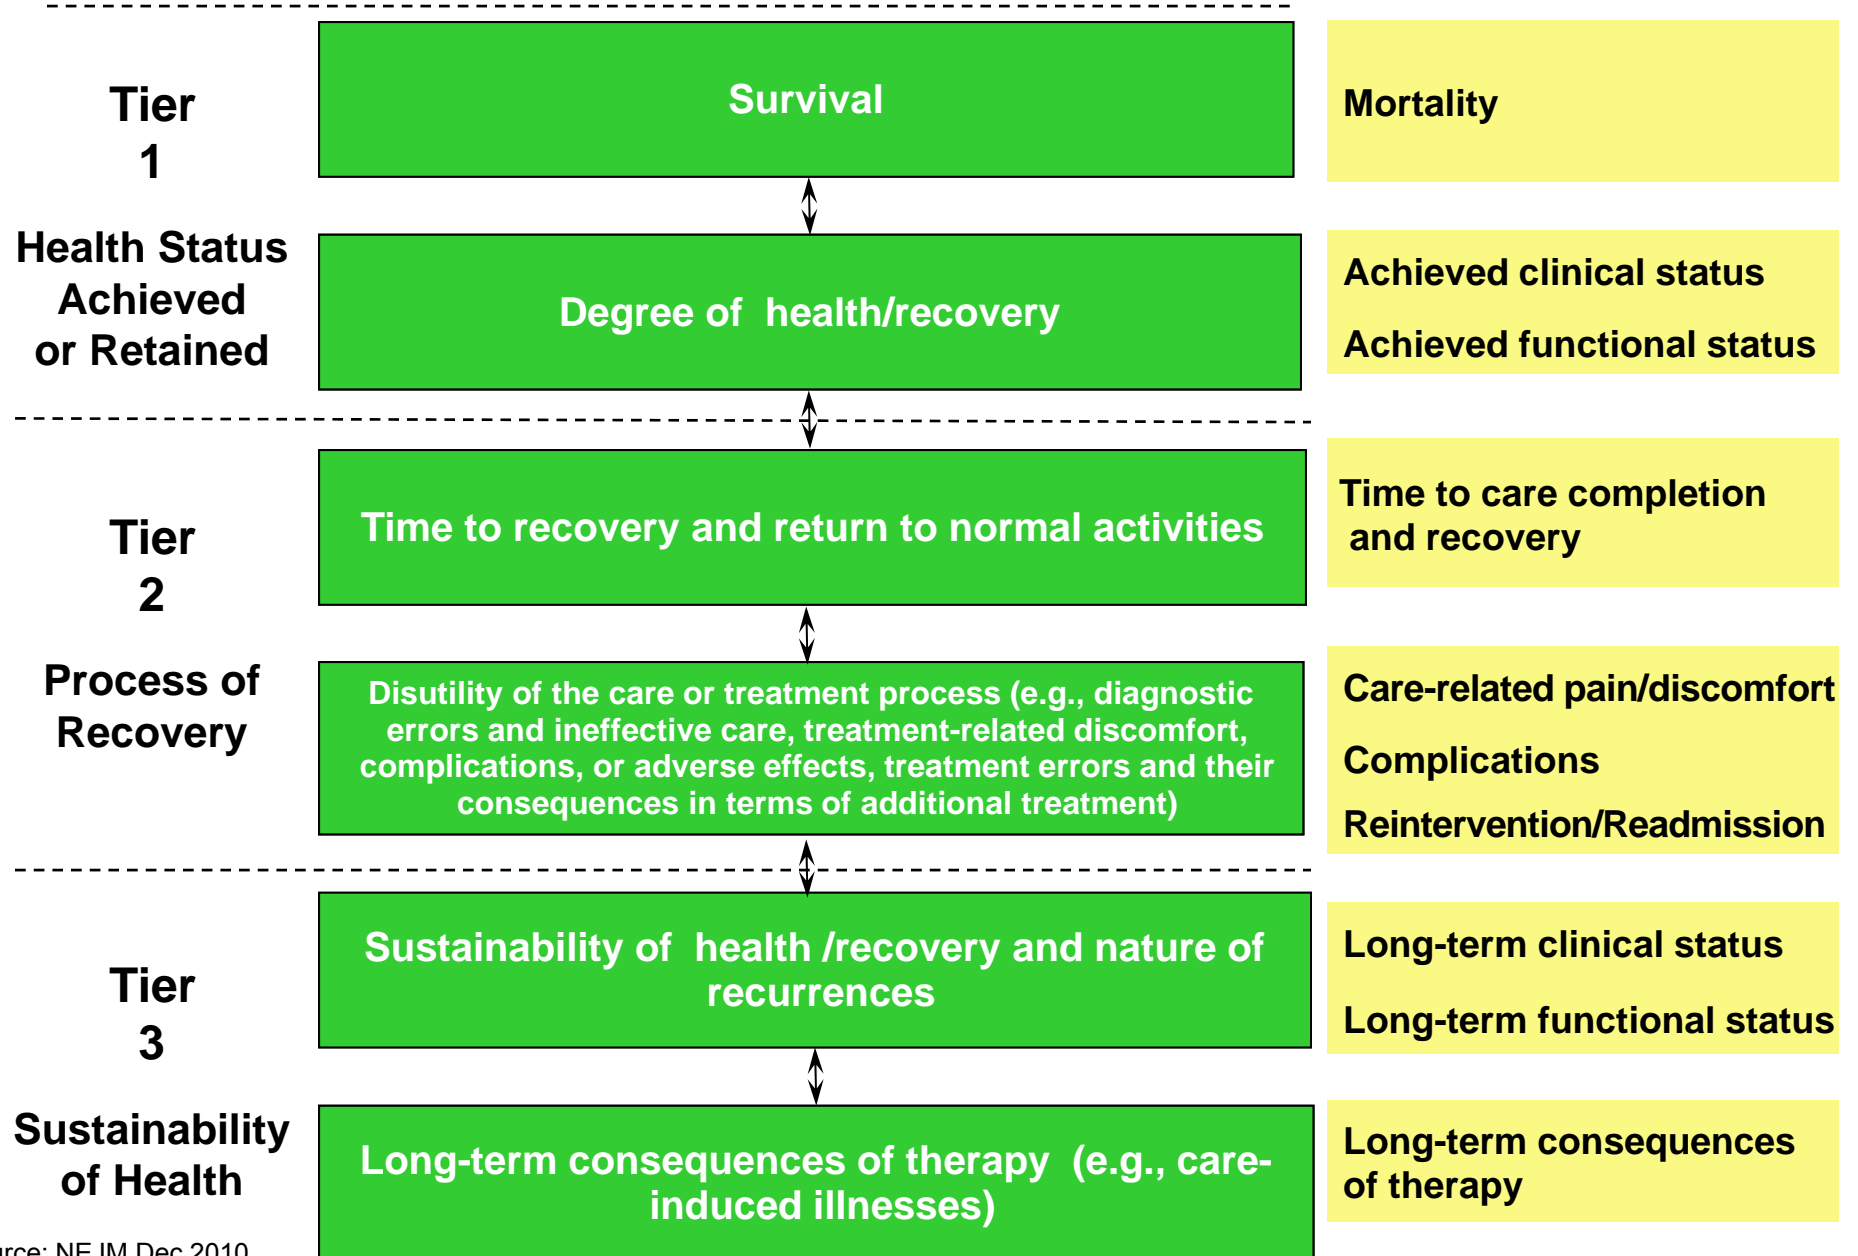 Tier
1
Health Status
Achieved
or Retained
Survival
Mortality
Degree of health/recovery
Achieved clinical status
Achieved functional status
Tier
2
Process of
Recovery
Time to recovery and return to normal activities
Time to care completion
and recovery
Disutility of the care or treatment process (e.g., diagnostic
errors and ineffective care, treatment-related discomfort,
complications, or adverse effects, treatment errors and their
consequences in terms of additional treatment)
Care-related pain/discomfort
Complications
Reintervention/Readmission
Tier
3
Sustainability
of Health
Sustainability of health /recovery and nature of
recurrences
Long-term clinical status
Long-term functional status
Long-term consequences of therapy (e.g., care-
induced illnesses)
Long-term consequences
of therapy
NEJM Dec 2010